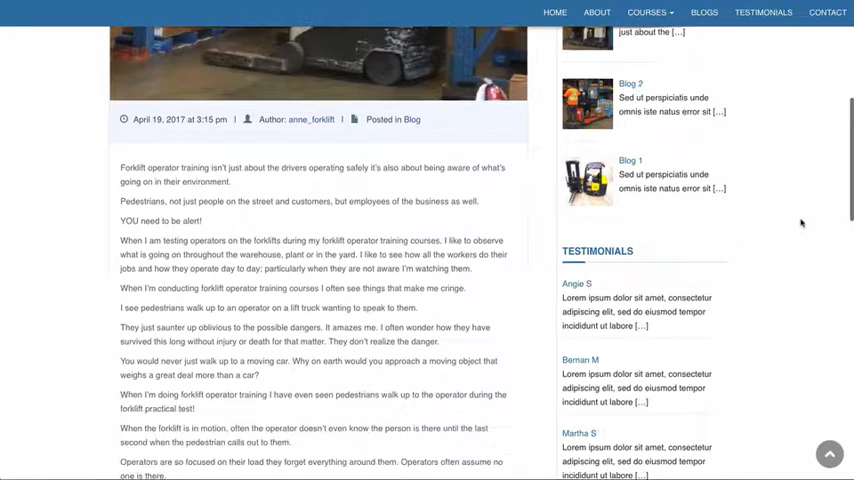 HOME ABOUT COURSES BLOGS TESTIMONIALS CONTACT
April 19, 2017 at 3:15 pm I Author: anne_forklift I Posted in Blog
Forklift operator training isn't just about the drivers operating safely it's also about being aware of what's
going on in their environment.
Pedestrians, not just people on the street and customers, but employees of the business as well.
YOU need to be alert!
When I am testing operators on the forklifts during my forklift operator training courses. I like to observe
what is going on throughout the warehouse, plant or in the yard. I like to see how all the workers do their
jobs and how they operate day to day; particularly when they are not aware I'm watching them.
When I'm conducting forklift operator training courses I often see things that make me cringe.
I see pedestrians walk up to an operator on a lift truck wanting to speak to them.
They just saunter up oblivious to the possible dangers. It amazes me. I often wonder how they have
survived this long without injury or death for that matter. They don't realize the danger.
You would never just walk up to a moving car. Why on earth would you approach a moving object that
weighs a great deal more than a car?
When I'm doing forklift operator training I have even seen pedestrians walk up to the operator during the
forklift practical test!
When the forklift is in motion, often the operator doesn't even know the person is there until the last
second when the pedestrian calls out to them.
Operators are so focused on their load they forget everything around them. Operators often assume no
one is there.
just about the [...]
Blog 2
Sed ut perspiciatis unde
omnis iste natus error sit [...]
Blog 1
Sed ut perspiciatis unde
omnis iste natus error sit [...]
TESTIMONIALS
Angie S
Lorem ipsum dolor sit amet, consectetur
adipiscing elit, sed do eiusmod tempor
incididunt ut labore [...]
Bernan M
Lorem ipsum dolor sit amet, consectetur
adipiscing elit, sed do eiusmod tempor
incididunt ut labore [...]
Martha S
Lorem ipsum dolor sit amet, consectetur
adipiscing elit, sed do eiusmod tempor
incididunt ut labore [...]